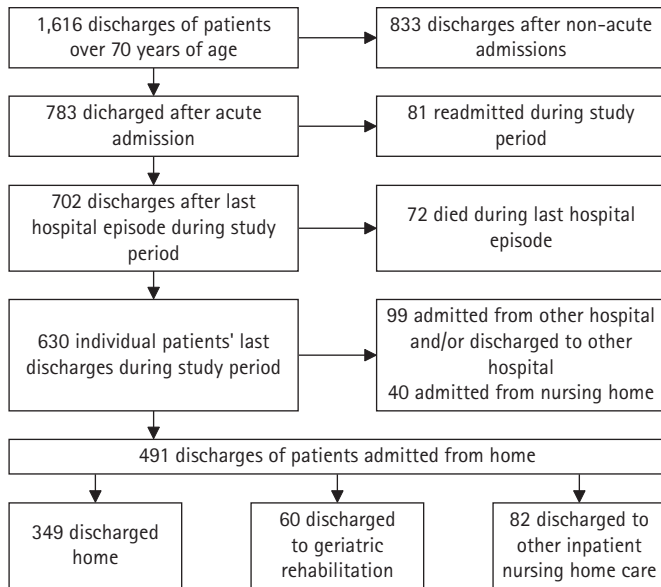 1,616 discharges of patients
over 70 years of age
833 discharges after non-acute
admissions
783 dicharged after acute
admission
81 readmitted during study
period
702 discharges after last
hospital episode during study
period
72 died during last hospital
episode
630 individual patients' last
discharges during study period
99 admitted from other hospital
and/or discharged to other
hospital
40 admitted from nursing home
491 discharges of patients admitted from home
349 discharged
home
60 discharged
to geriatric
rehabilitation
82 discharged to
other inpatient
nursing home care